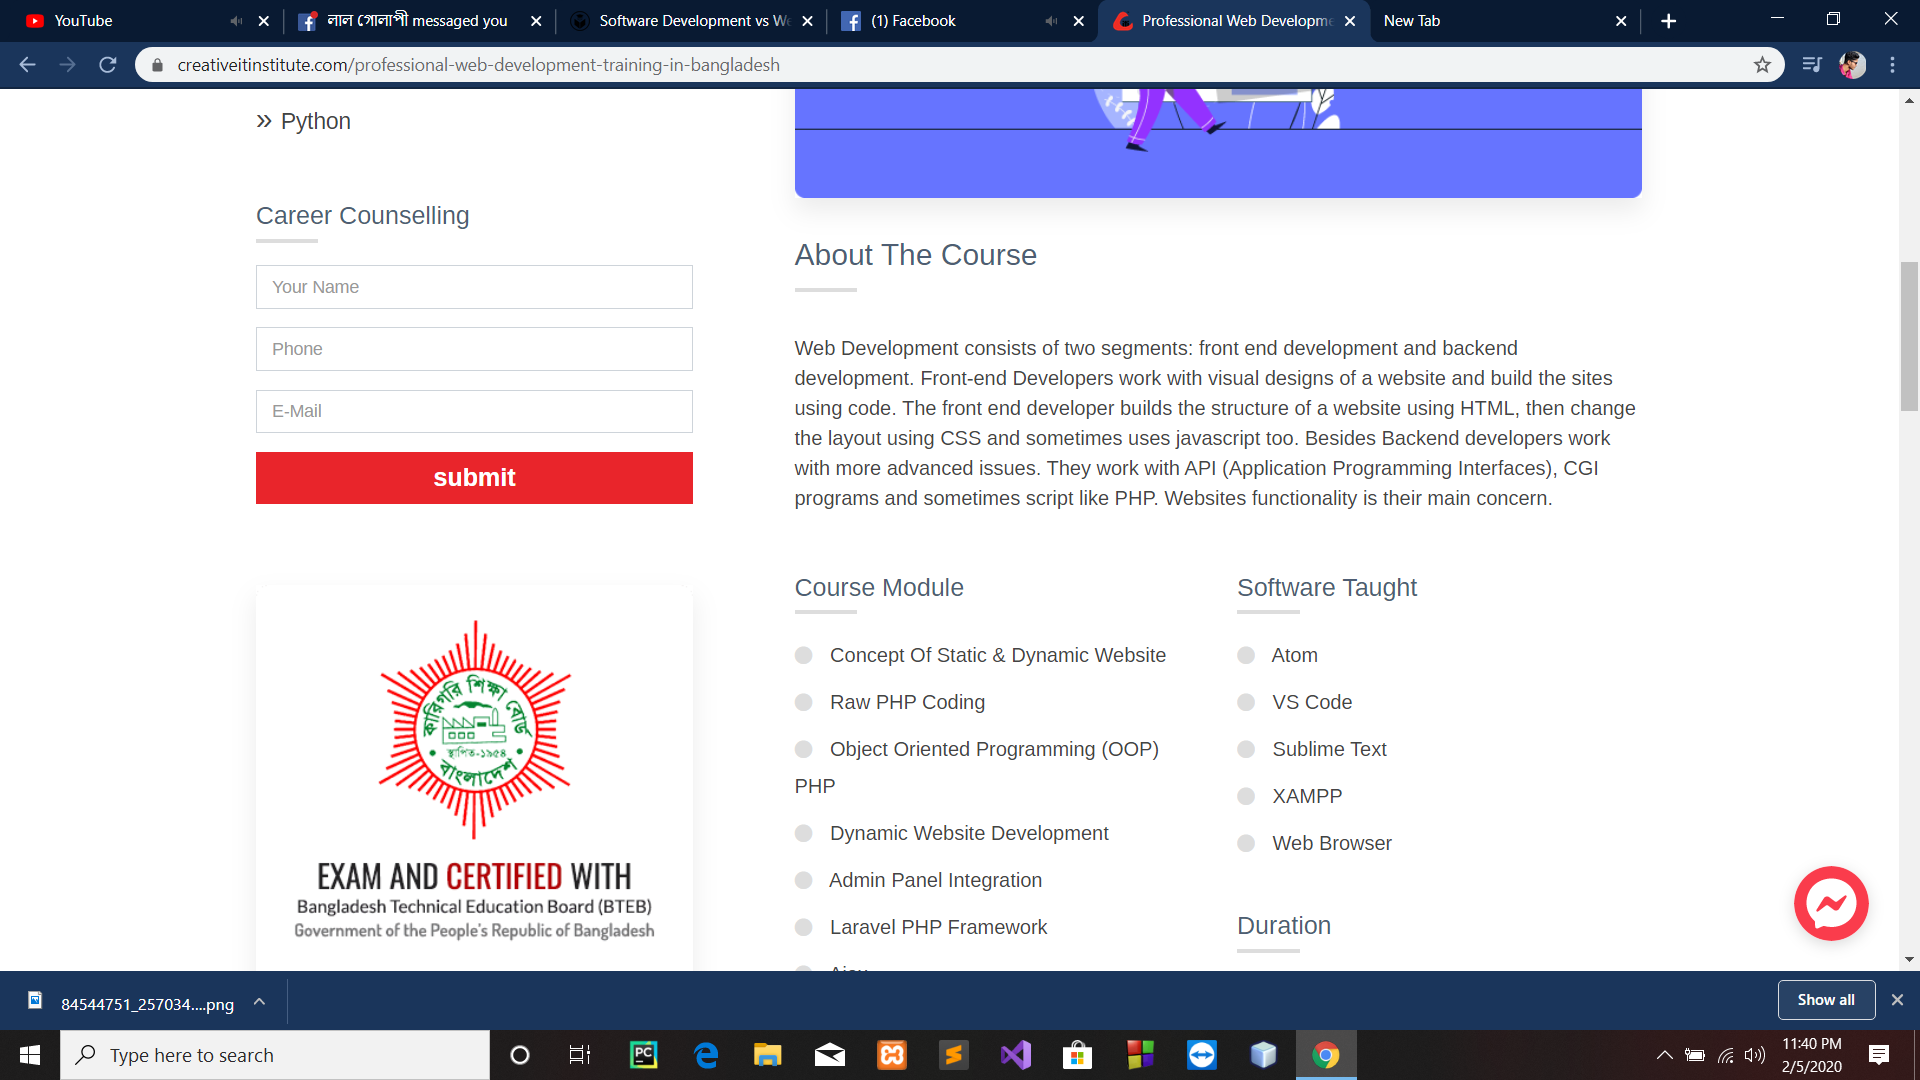 YouTube
লাল গোলাপী messaged you
Software Development vs We
(1) Facebook
Professional Web Developme
New Tab
creativeitinstitute.com/professional-web-development-training-in-bangladesh
» Python
Career Counselling
Your Name
Phone
E-Mail
submit
কারিগরি শিক্ষা বোর্ড
স্থাপিত-১৯৫৪
বাংলাদেশ
EXAM AND CERTIFIED WITH
Bangladesh Technical Education Board (BTEB)
Government of the People's Republic of Bangladesh
About The Course
Web Development consists of two segments: front end development and backend
development. Front-end Developers work with visual designs of a website and build the sites
using code. The front end developer builds the structure of a website using HTML, then change
the layout using CSS and sometimes uses javascript too. Besides Backend developers work
with more advanced issues. They work with API (Application Programming Interfaces), CGI
programs and sometimes script like PHP. Websites functionality is their main concern.
Course Module
Concept Of Static & Dynamic Website
Raw PHP Coding
Object Oriented Programming (OOP)
PHP
Dynamic Website Development
Admin Panel Integration
Laravel PHP Framework
Software Taught
Atom
VS Code
Sublime Text
XAMPP
Web Browser
Duration
84544751_257034....png
Show all
Type here to search
PC
11:40 PM
2/5/2020